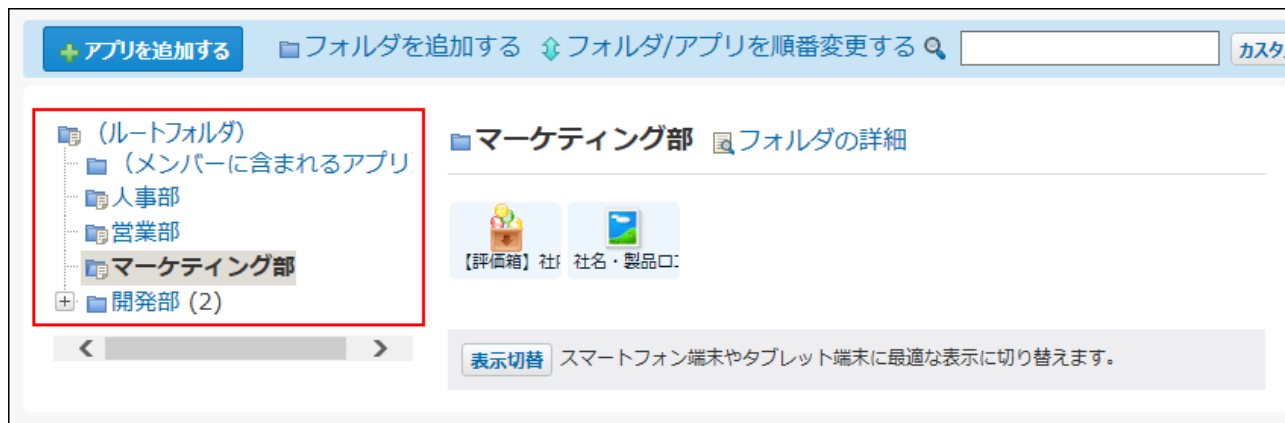 アプリを追加する フォルダを追加する フォルダ/アプリを順番変更する カスタ
(ルートフォルダ)
(メンバーに含まれるアプリ
人事部
営業部
マーケティング部
開発部 (2)
マーケティング部 フォルダの詳細
【評価箱】社 社名・製品ロ
表示切替 スマートフォン端末やタブレット端末に最適な表示に切り替えます。